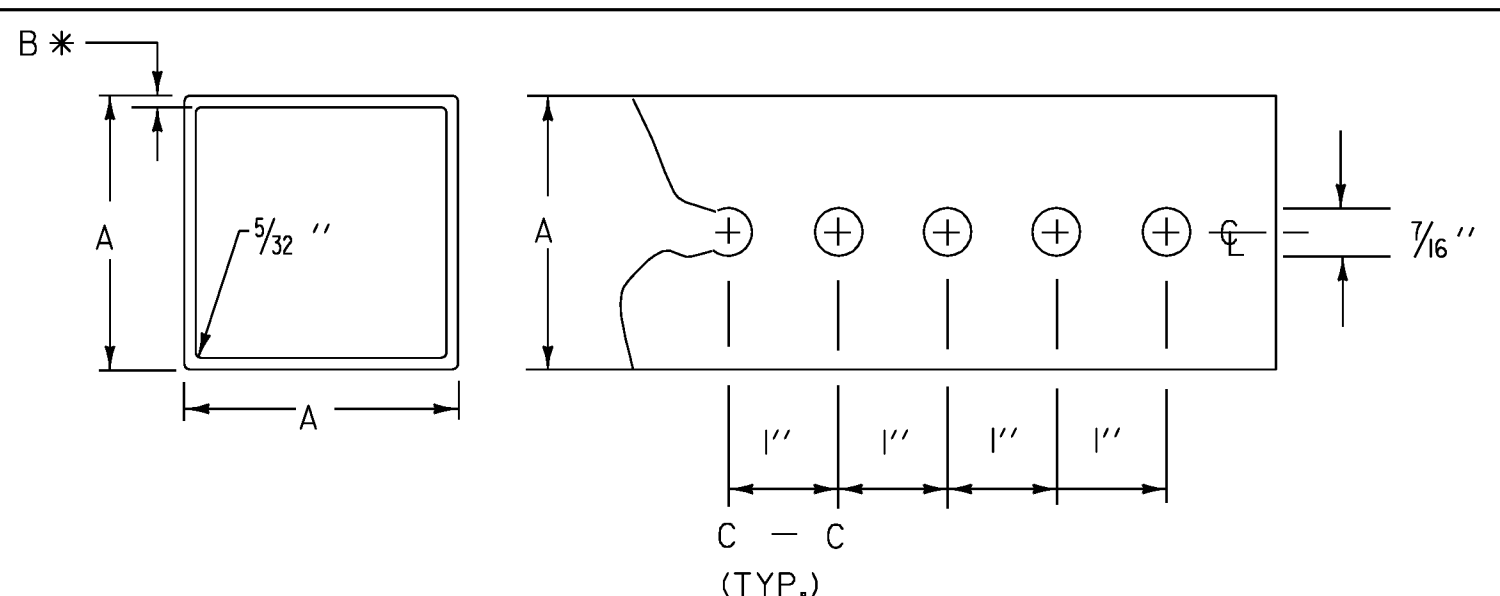 B *
A
5/32 ''
A
A
℄
7/16 ''
1'' 1'' 1'' 1''
C – C
(TYP.)